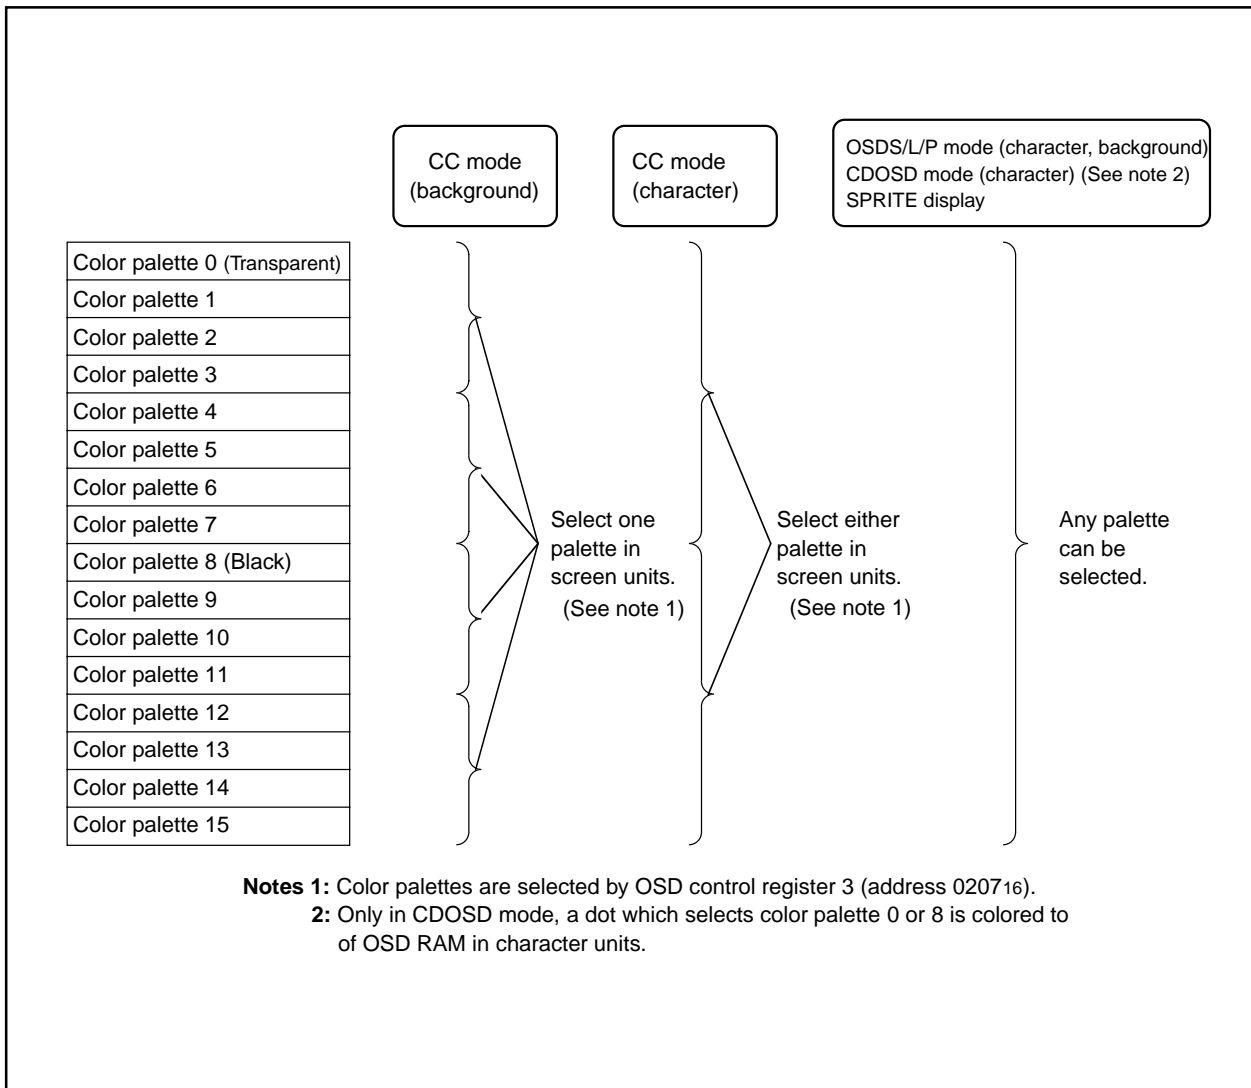 CC mode
(background)
CC mode
(character)
OSDS/L/P mode (character, background)
CDOSD mode (character) (See note 2)
SPRITE display
Color palette 0 (Transparent)
Color palette 1
Color palette 2
Color palette 3
Color palette 4
Color palette 5
Color palette 6
Color palette 7
Color palette 8 (Black)
Color palette 9
Color palette 10
Color palette 11
Color palette 12
Color palette 13
Color palette 14
Color palette 15
Select one
palette in
screen units.
(See note 1)
Select either
palette in
screen units.
(See note 1)
Any palette
can be
selected.
Notes 1: Color palettes are selected by OSD control register 3 (address 020716).
2: Only in CDOSD mode, a dot which selects color palette 0 or 8 is colored to
of OSD RAM in character units.